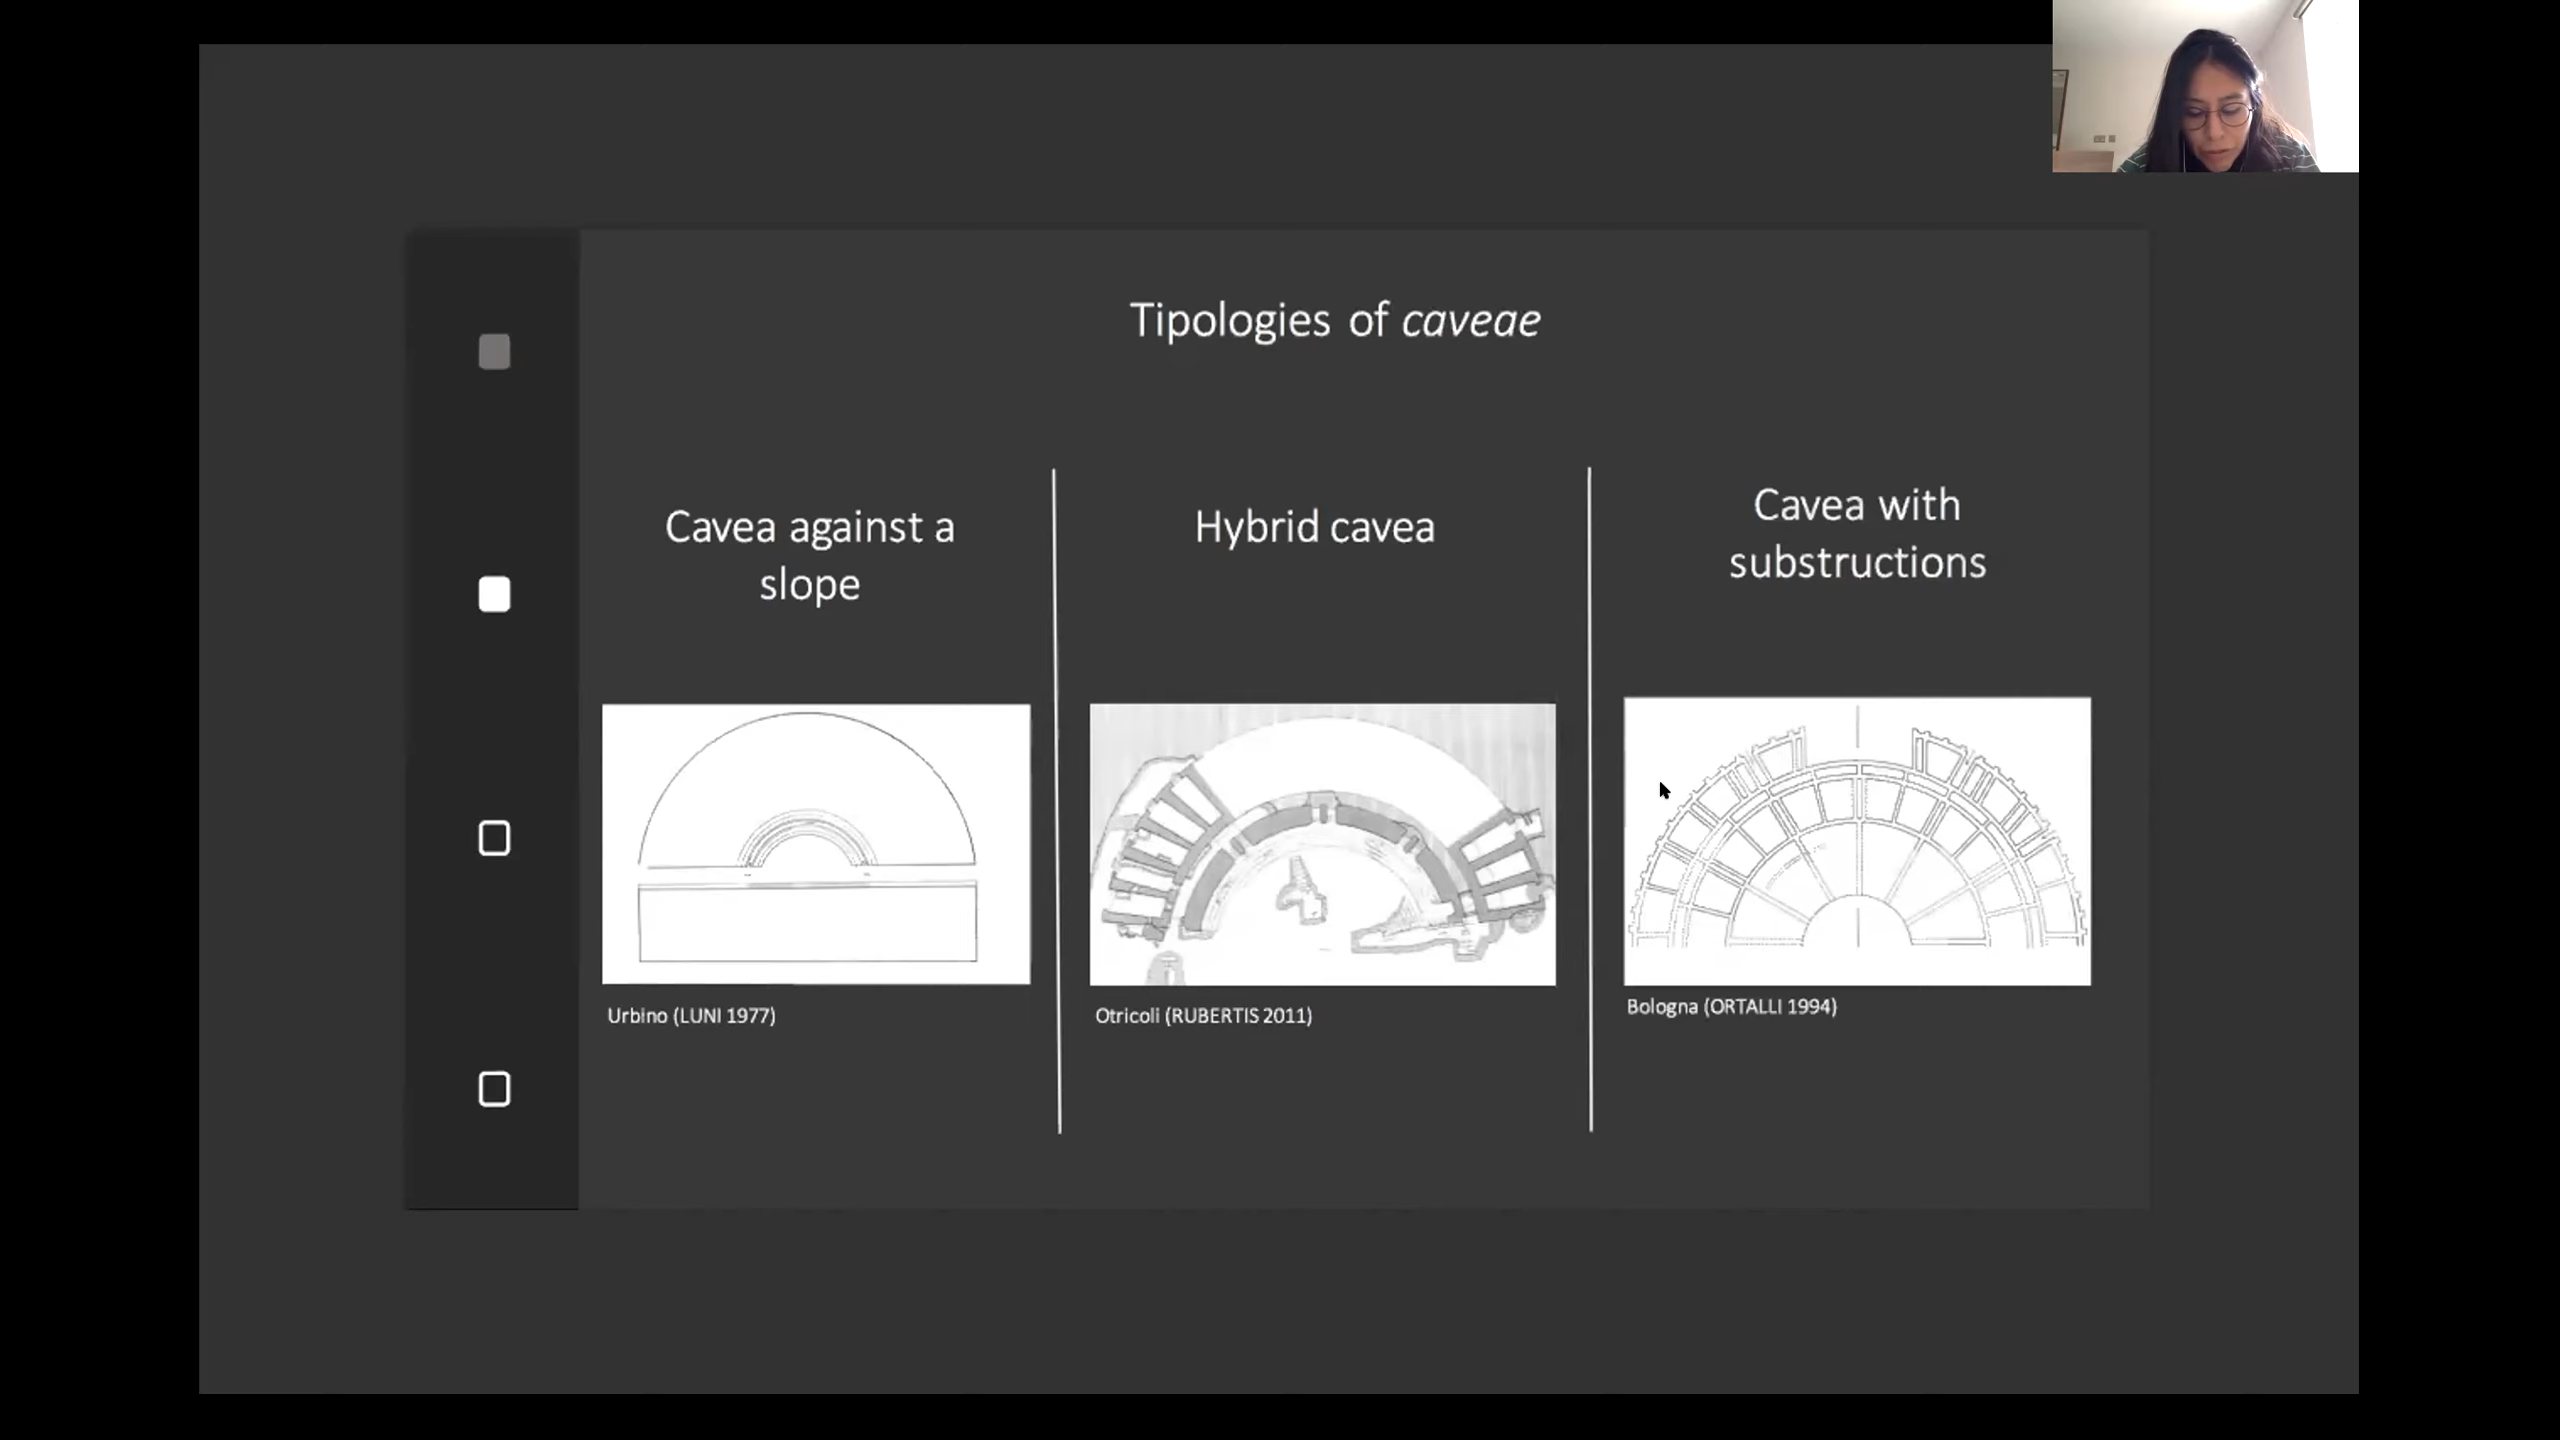 Tipologies of caveae
Cavea against a
slope
Hybrid cavea
Cavea with
substructions
Urbino (LUNI 1977)
Otricoli (RUBERTIS 2011)
Bologna (ORTALLI 1994)